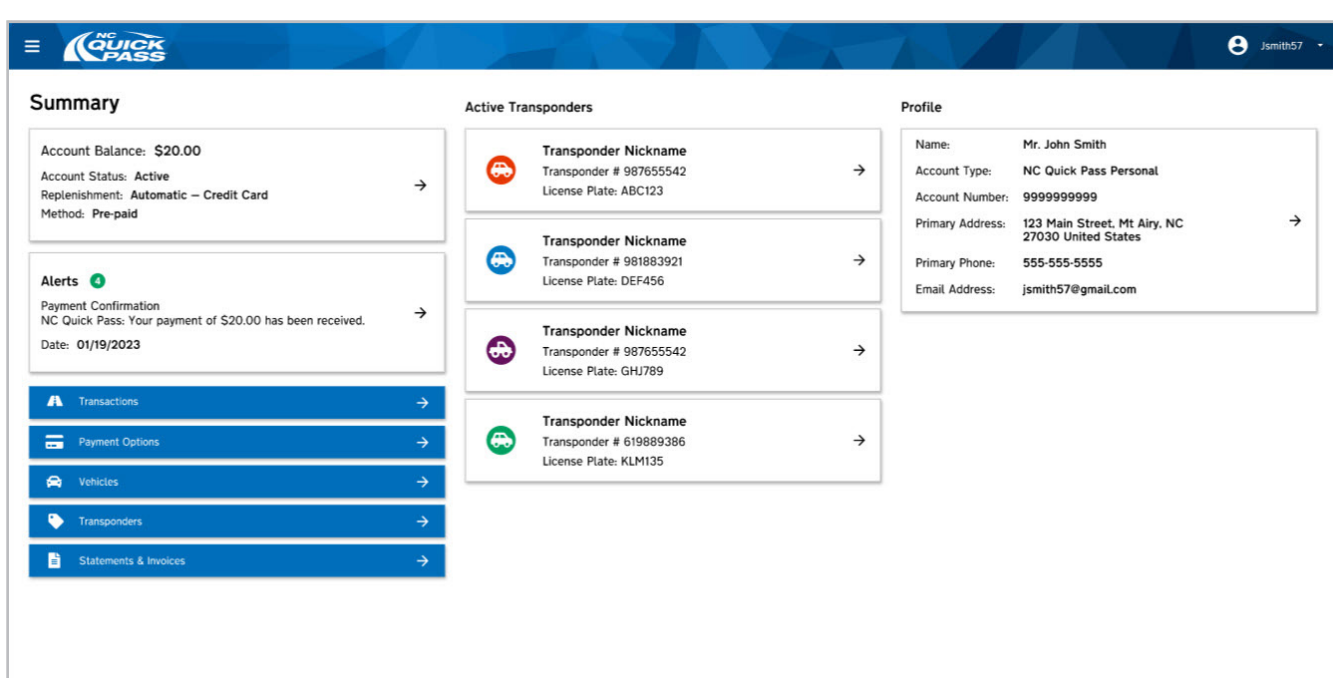 NC
QUICK
PASS
Jsmith57
Summary
Account Balance: $20.00
Account Status: Active
Replenishment: Automatic – Credit Card
Method: Pre-paid
Alerts 4
Payment Confirmation
NC Quick Pass: Your payment of $20.00 has been received.
Date: 01/19/2023
Transactions
Payment Options
Vehicles
Transponders
Statements & Invoices
Active Transponders
Transponder Nickname
Transponder # 987655542
License Plate: ABC123
Transponder Nickname
Transponder # 981883921
License Plate: DEF456
Transponder Nickname
Transponder # 987655542
License Plate: GHJ789
Transponder Nickname
Transponder # 619889386
License Plate: KLM135
Profile
Name: Mr. John Smith
Account Type: NC Quick Pass Personal
Account Number: 9999999999
Primary Address: 123 Main Street, Mt Airy, NC
27030 United States
Primary Phone: 555-555-5555
Email Address: jsmith57@gmail.com